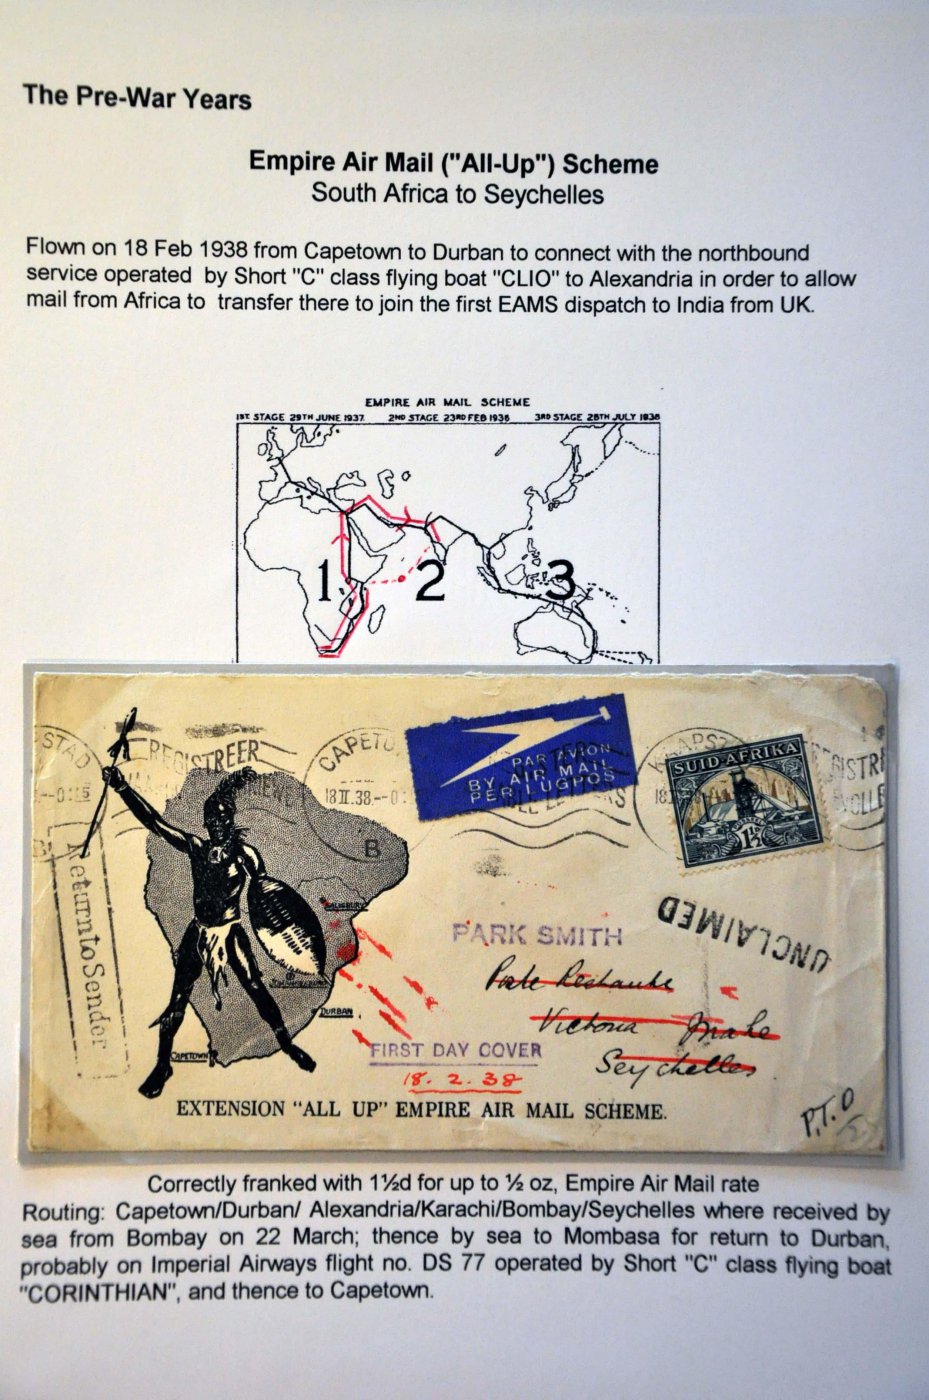 The Pre-War Years
Empire Air Mail ("All-Up") Scheme
South Africa to Seychelles
Flown on 18 Feb 1938 from Capetown to Durban to connect with the northbound
service operated by Short "C" class flying boat "CLIO" to Alexandria in order to allow
mail from Africa to transfer there to join the first EAMS dispatch to India from UK.
EMPIRE AIR MAIL SCHEME
1ST. STAGE 29TH JUNE 1937. 2ND STAGE 23RD FEB 1938 3RD STAGE 28TH JULY 1938
1 2 3
REGISTREER
CAPETO
18 II.38.
B
PAR AVION
BY AIR MAIL
PER LUGPOS
KAPST
SUID-AFRIKA
1½D
UNCLAIMED
Return to Sender
SALISBURY
PARK SMITH
Poste Restante
Victoria Mahe
Seychelles
DURBAN
CAPETOWN
FIRST DAY COVER
18. 2. 38
EXTENSION "ALL UP" EMPIRE AIR MAIL SCHEME.
P.T.O
Correctly franked with 1½d for up to ½ oz, Empire Air Mail rate
Routing: Capetown/Durban/ Alexandria/Karachi/Bombay/Seychelles where received by
sea from Bombay on 22 March; thence by sea to Mombasa for return to Durban,
probably on Imperial Airways flight no. DS 77 operated by Short "C" class flying boat
"CORINTHIAN", and thence to Capetown.